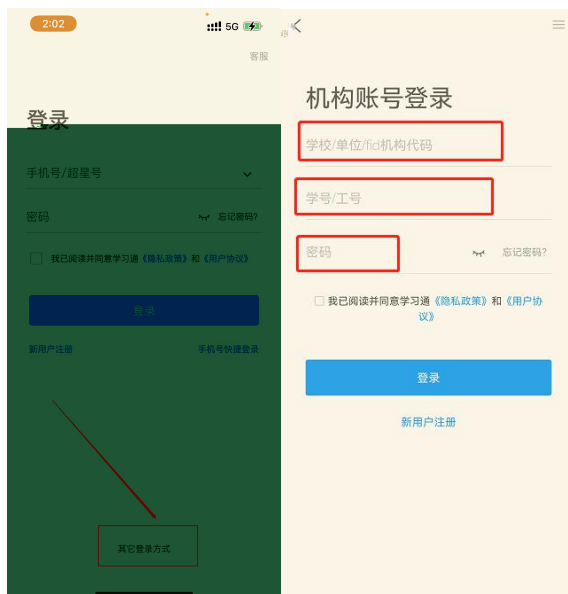 2:02
5G
客服
登录
手机号/超星号
密码
忘记密码?
我已阅读并同意学习通《隐私政策》和《用户协议》
登录
新用户注册
手机号快捷登录
其它登录方式
机构账号登录
学校/单位/fid机构代码
学号/工号
密码
忘记密码?
我已阅读并同意学习通《隐私政策》和《用户协
议》
登录
新用户注册